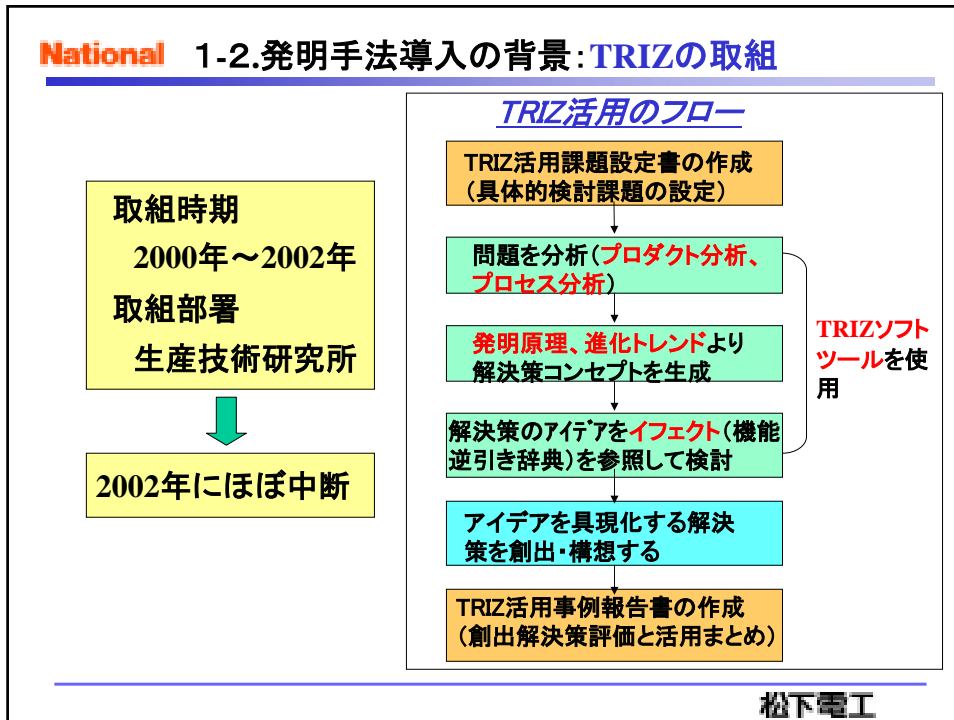 National 1-2.発明手法導入の背景:TRIZの取組
取組時期
2000年～2002年
取組部署
生産技術研究所
2002年にほぼ中断
TRIZ活用のフロー
TRIZ活用課題設定書の作成
(具体的検討課題の設定)
問題を分析(プロダクト分析、
プロセス分析)
発明原理、進化トレンドより
解決策コンセプトを生成
解決策のｱｲﾃﾞｱをイフェクト(機能
逆引き辞典)を参照して検討
アイデアを具現化する解決
策を創出・構想する
TRIZ活用事例報告書の作成
(創出解決策評価と活用まとめ)
TRIZソフト
ツールを使
用
松下電工